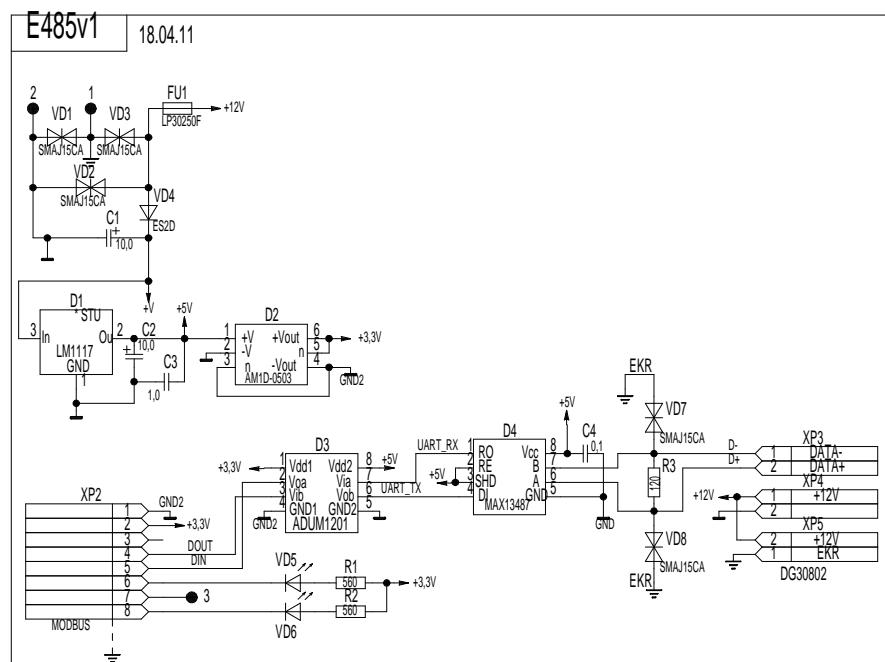 E485v1
18.04.11
2
1
FU1
+12V
LP30250F
VD1
VD3
SMAJ15CA
SMAJ15CA
VD2
SMAJ15CA
VD4
ES2D
C1
+
10,0
+V
+5V
D1
* STU
3
In
Ou
2
LM1117
GND
1
C2
+
10,0
C3
1,0
D2
1
+V
+Vout
6
+3,3V
2
-V
n
5
3
n
-Vout
4
AM1D-0503
GND2
EKR
VD7
SMAJ15CA
+5V
C4
0,1
D4
UART_RX
1
RO
Vcc
8
2
RE
B
7
+5V
3
SHD
A
6
4
DI
GND
5
MAX13487
GND
D-
D+
R3
120
XP3
1
DATA-
2
DATA+
XP4
+12V
1
+12V
2
XP5
2
+12V
1
EKR
DG30802
VD8
SMAJ15CA
EKR
D3
+3,3V
1
Vdd1
Vdd2
8
+5V
2
Voa
Via
7
3
Vib
Vob
6
UART_TX
4
GND1
GND2
5
GND2
ADUM1201
XP2
1
GND2
2
+3,3V
3
4
DOUT
5
DIN
6
7
3
8
MODBUS
VD5
R1
560
+3,3V
R2
560
VD6